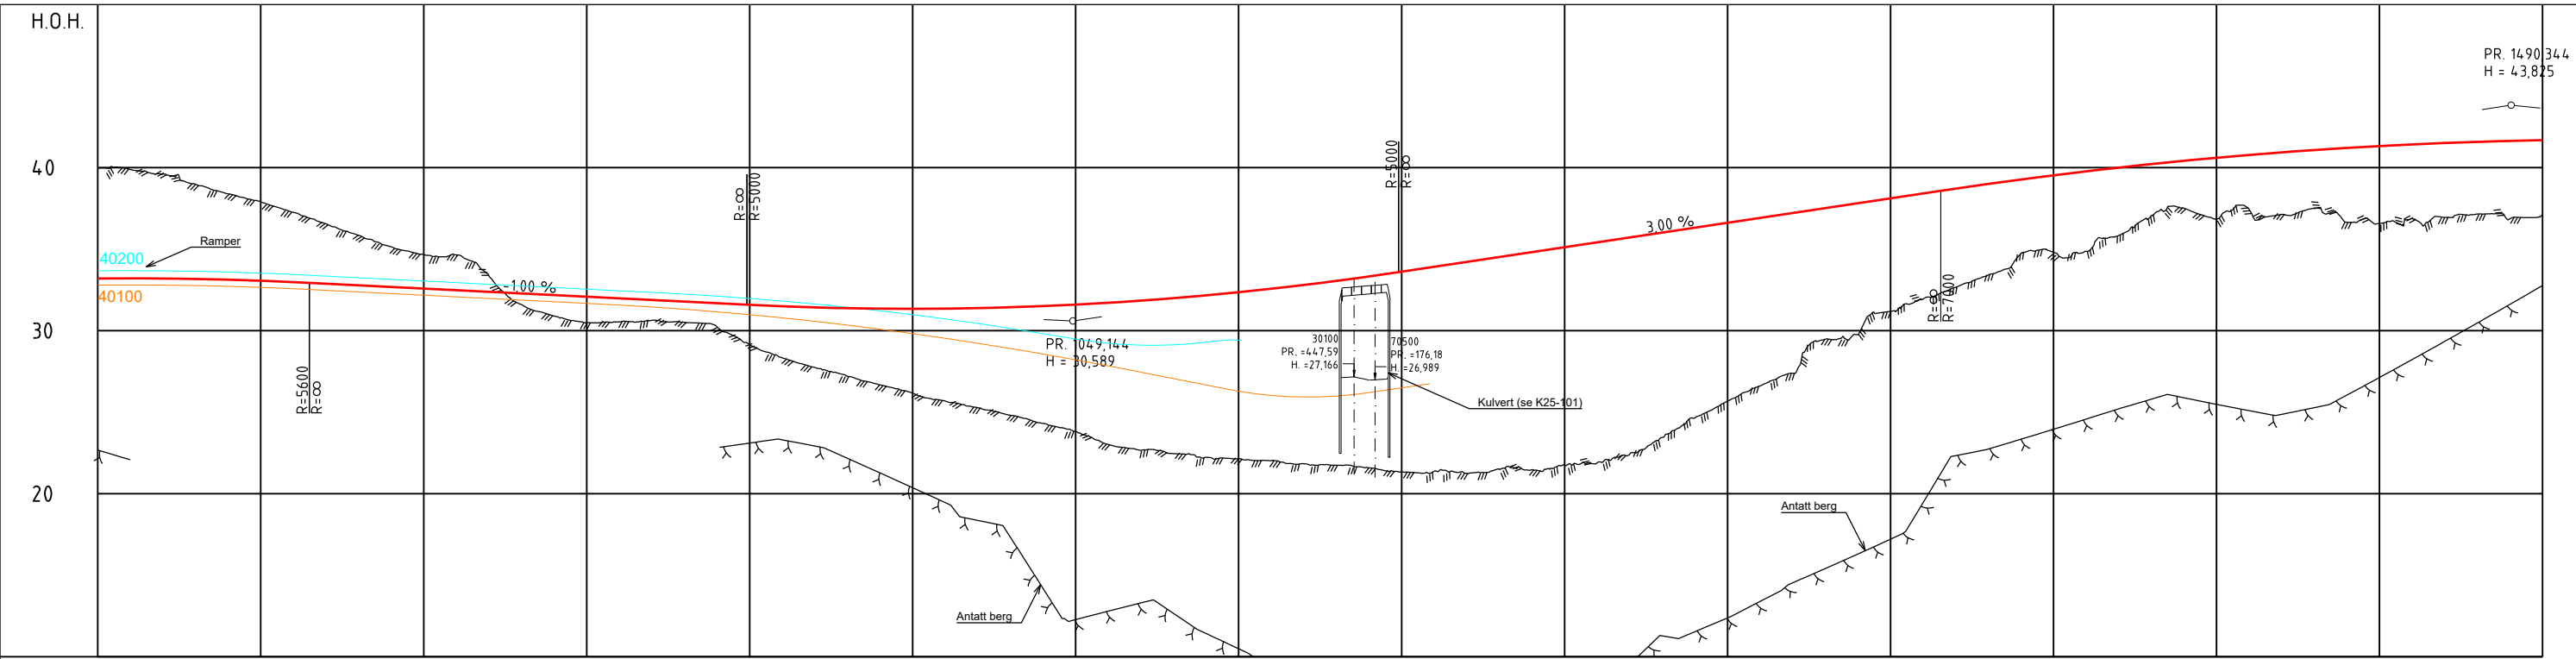 H.O.H.
PR. 1490,344
H = 43,825
40
R=5000
R=∞
R=∞
R=5000
3,00 %
Ramper
40200
-1,00 %
40100
R=5600
R=∞
R=∞
R=7000
30
PR. 1049,144
H = 30,589
30100
PR. =447,59
H. =27,166
70500
PR. =176,18
H. =26,989
Kulvert (se K25-101)
20
Antatt berg
Antatt berg